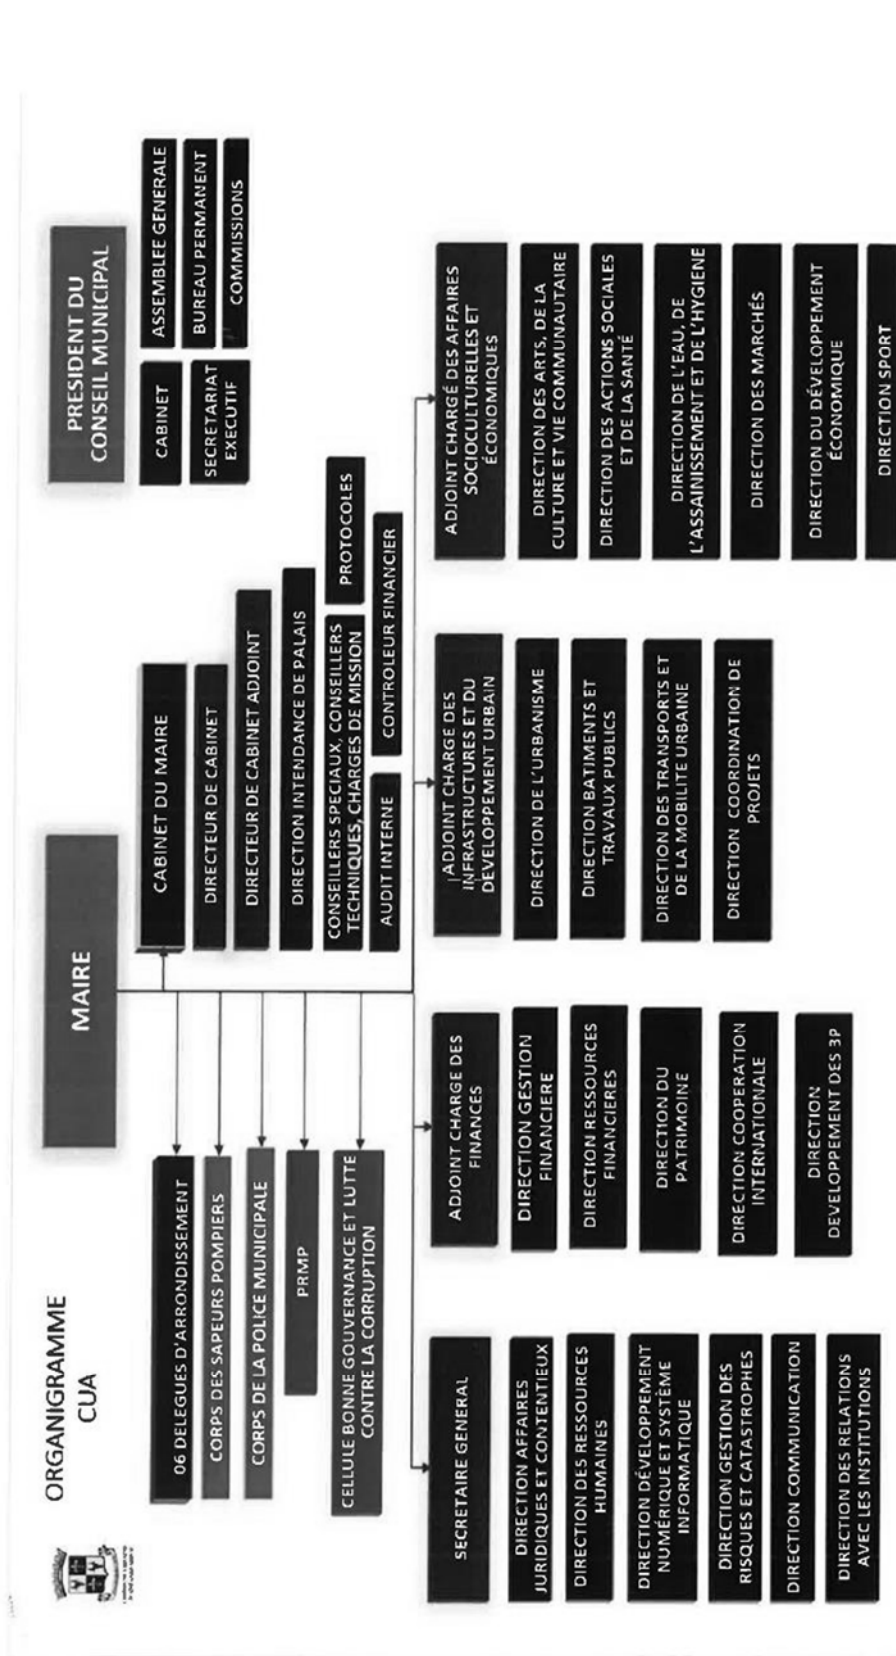 ORGANIGRAMME
CUA
MAIRE
PRESIDENT DU
CONSEIL MUNICIPAL
CABINET
SECRETARIAT
EXECUTIF
ASSEMBLEE GENERALE
BUREAU PERMANENT
COMMISSIONS
06 DELEGUES D'ARRONDISSEMENT
CORPS DES SAPEURS POMPIERS
CORPS DE LA POLICE MUNICIPALE
PRMP
CELLULE BONNE GOUVERNANCE ET LUTTE
CONTRE LA CORRUPTION
CABINET DU MAIRE
DIRECTEUR DE CABINET
DIRECTEUR DE CABINET ADJOINT
DIRECTION INTENDANCE DE PALAIS
CONSEILLERS SPECIAUX, CONSEILLERS
TECHNIQUES, CHARGES DE MISSION
PROTOCOLES
AUDIT INTERNE
CONTROLEUR FINANCIER
SECRETAIRE GENERAL
DIRECTION AFFAIRES
JURIDIQUES ET CONTENTIEUX
DIRECTION DES RESSOURCES
HUMAINES
DIRECTION DÉVELOPPEMENT
NUMÉRIQUE ET SYSTÈME
INFORMATIQUE
DIRECTION GESTION DES
RISQUES ET CATASTROPHES
DIRECTION COMMUNICATION
DIRECTION DES RELATIONS
AVEC LES INSTITUTIONS
ADJOINT CHARGE DES
FINANCES
DIRECTION GESTION
FINANCIERE
DIRECTION RESSOURCES
FINANCIERES
DIRECTION DU
PATRIMOINE
DIRECTION COOPERATION
INTERNATIONALE
DIRECTION
DEVELOPPEMENT DES 3P
ADJOINT CHARGE DES
INFRASTRUCTURES ET DU
DEVELOPPEMENT URBAIN
DIRECTION DE L'URBANISME
DIRECTION BATIMENTS ET
TRAVAUX PUBLICS
DIRECTION DES TRANSPORTS ET
DE LA MOBILITE URBAINE
DIRECTION COORDINATION DE
PROJETS
ADJOINT CHARGÉ DES AFFAIRES
SOCIOCULTURELLES ET
ÉCONOMIQUES
DIRECTION DES ARTS, DE LA
CULTURE ET VIE COMMUNAUTAIRE
DIRECTION DES ACTIONS SOCIALES
ET DE LA SANTÉ
DIRECTION DE L'EAU, DE
L'ASSAINISSEMENT ET DE L'HYGIENE
DIRECTION DES MARCHÉS
DIRECTION DU DÉVELOPPEMENT
ÉCONOMIQUE
DIRECTION SPORT